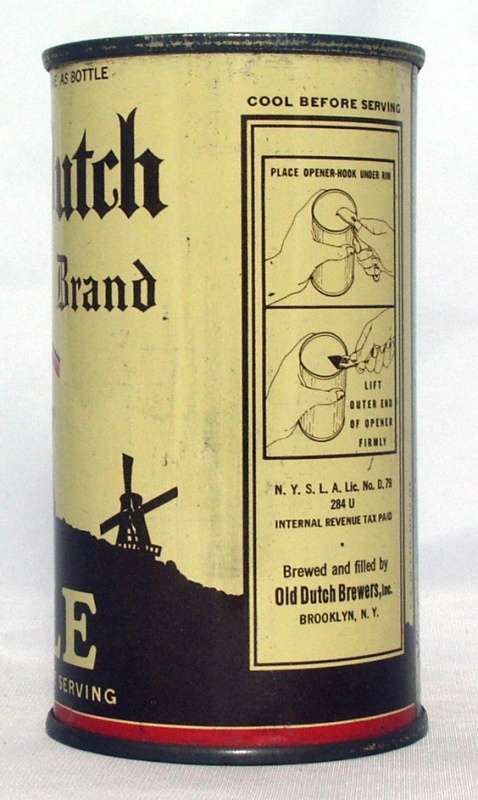 E AS BOTTLE
utch
Brand
LE
SERVING
COOL BEFORE SERVING
PLACE OPENER-HOOK UNDER RIM
LIFT
OUTER END
OF OPENER
FIRMLY
N. Y. S. L. A. Lic. No. D. 79
284 U
INTERNAL REVENUE TAX PAID
Brewed and filled by
Old Dutch Brewers, Inc.
BROOKLYN, N. Y.